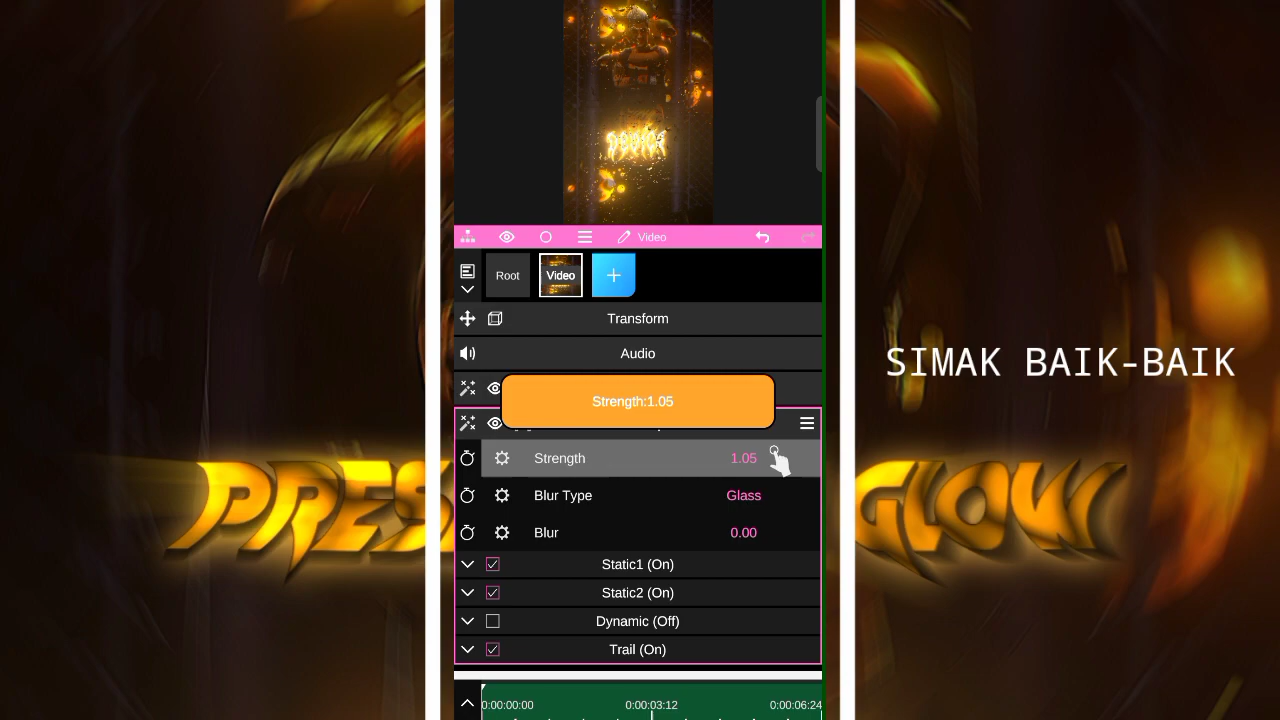 Video
Root
Video
Transform
Audio
Strength:1.05
Strength
1.05
Blur Type
Glass
Blur
0.00
Static1 (On)
Static2 (On)
Dynamic (Off)
Trail (On)
0:00:00:00
0:00:03:12
0:00:06:24
SIMAK BAIK-BAIK
PRES
GLOW